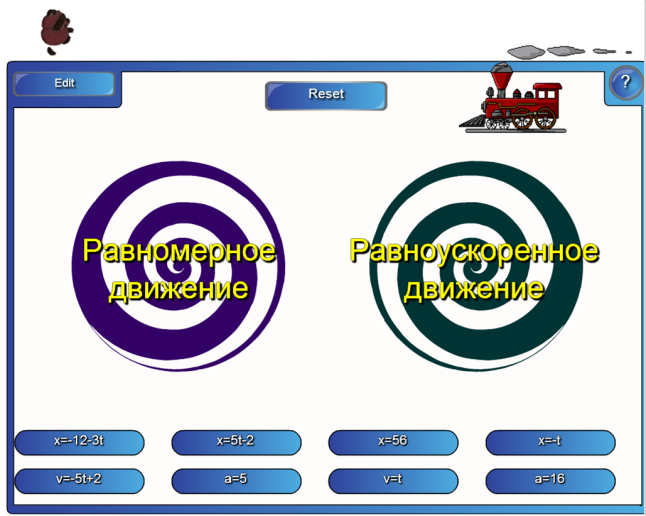 Edit
Reset
?
Равномерное
движение
Равноускоренное
движение
x=-12-3t
x=5t-2
x=56
x=-t
v=-5t+2
a=5
v=t
a=16